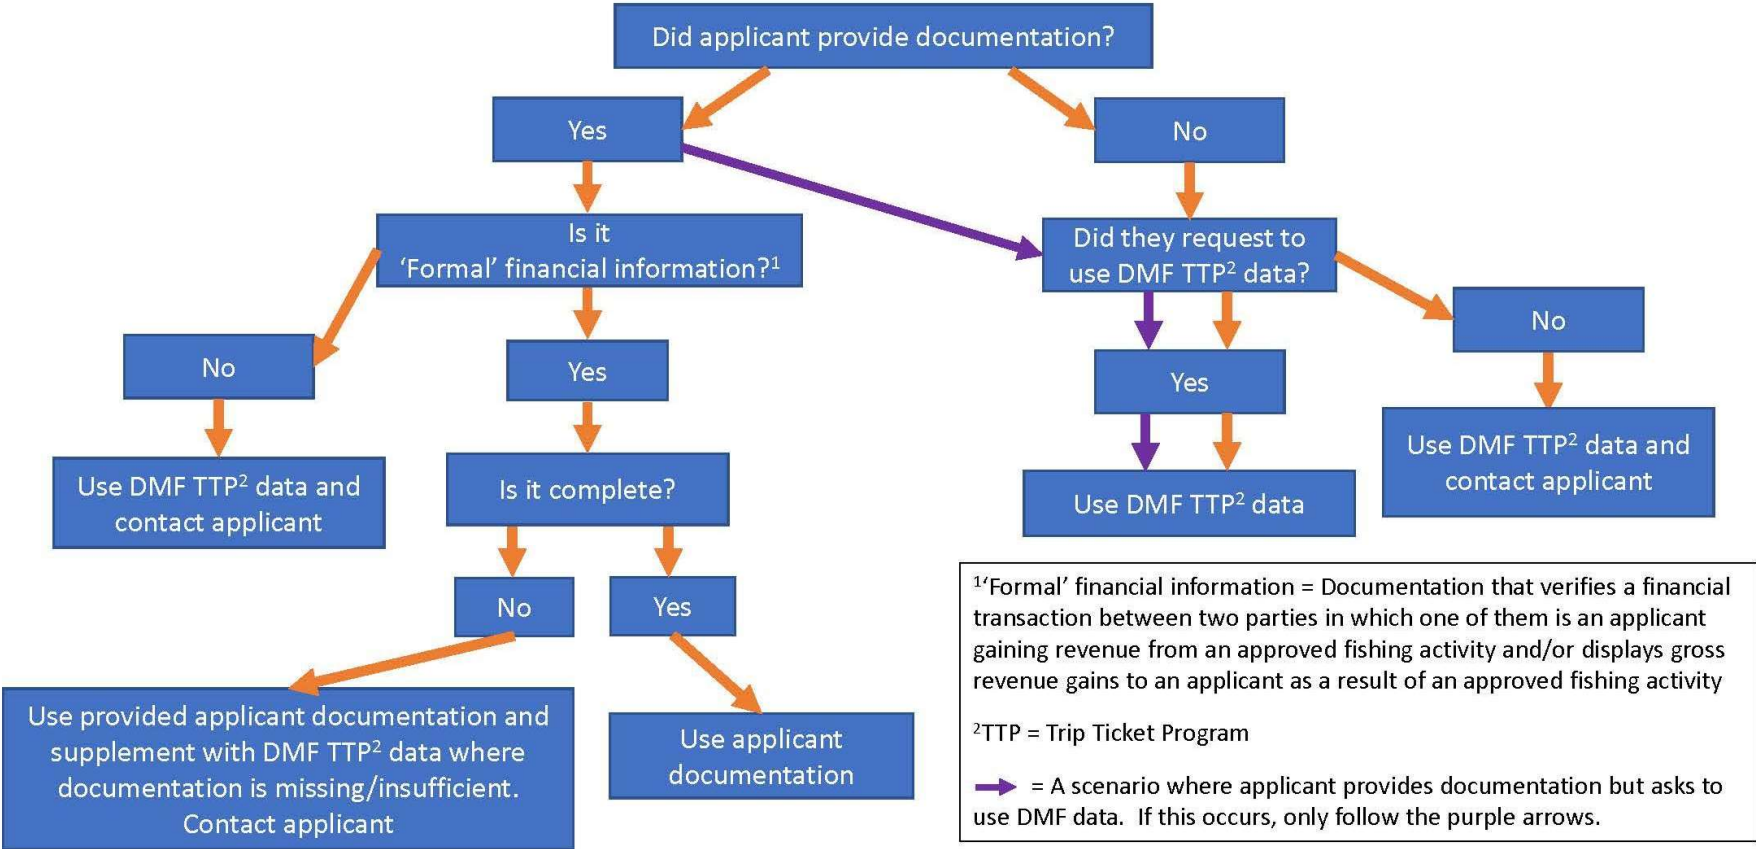 Did applicant provide documentation?
Yes
No
Is it
‘Formal’ financial information?¹
Did they request to
use DMF TTP² data?
No
No
Yes
Yes
Use DMF TTP² data and
contact applicant
Use DMF TTP² data and
contact applicant
Is it complete?
Use DMF TTP² data
No
Yes
Use provided applicant documentation and
supplement with DMF TTP² data where
documentation is missing/insufficient.
Contact applicant
Use applicant
documentation
¹‘Formal’ financial information = Documentation that verifies a financial
transaction between two parties in which one of them is an applicant
gaining revenue from an approved fishing activity and/or displays gross
revenue gains to an applicant as a result of an approved fishing activity
²TTP = Trip Ticket Program
= A scenario where applicant provides documentation but asks to
use DMF data. If this occurs, only follow the purple arrows.